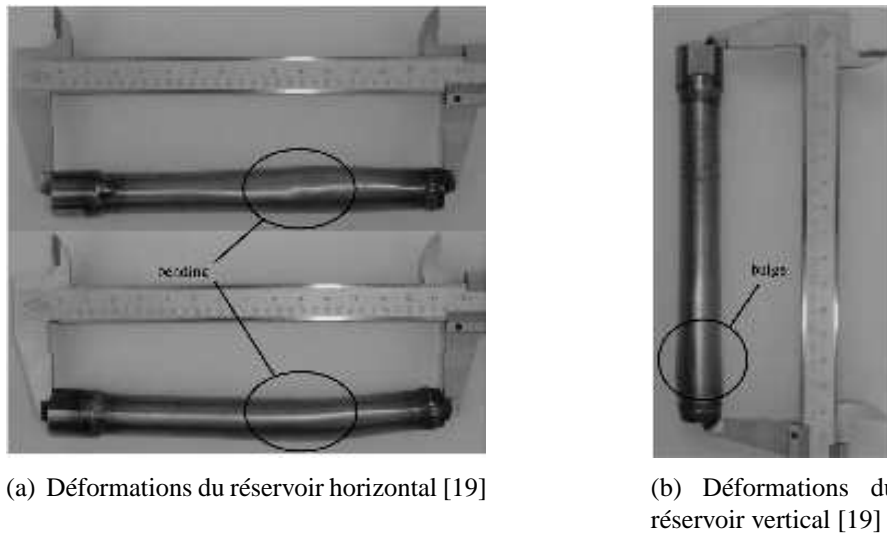 bending
bulge
(a) Déformations du réservoir horizontal [19]
(b) Déformations du
réservoir vertical [19]